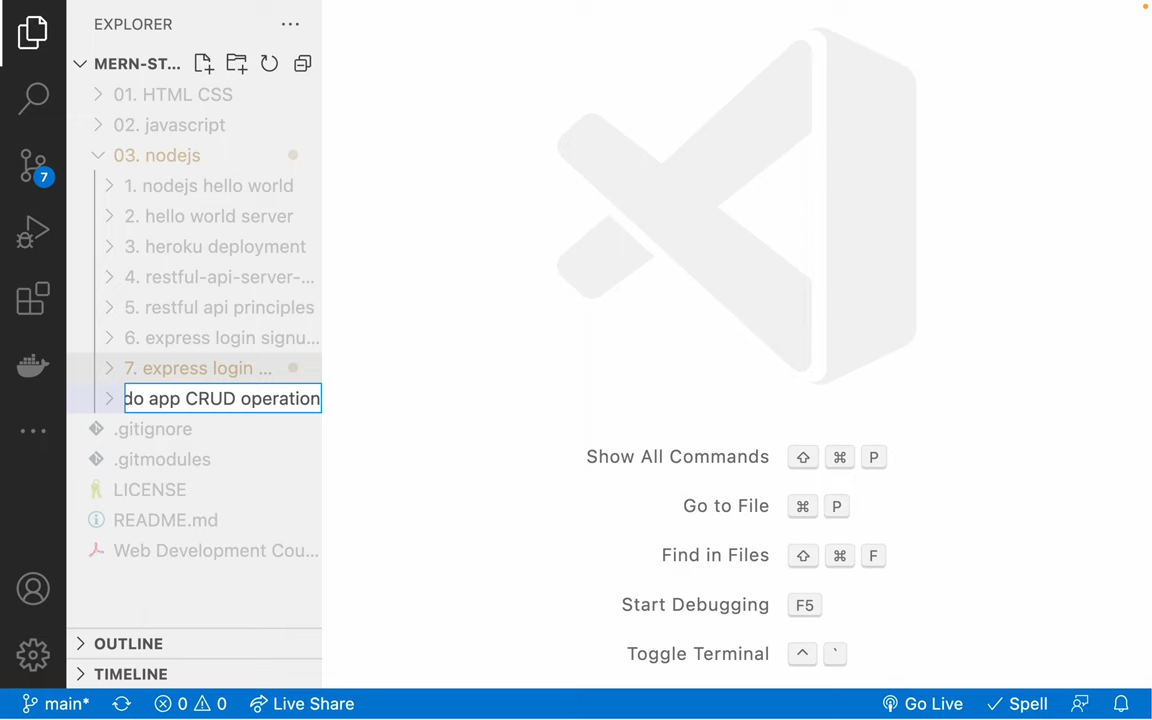 EXPLORER
MERN-ST...
01. HTML CSS
02. javascript
03. nodejs
1. nodejs hello world
2. hello world server
3. heroku deployment
4. restful-api-server-...
5. restful api principles
6. express login signu...
7. express login ...
do app CRUD operation
.gitignore
.gitmodules
LICENSE
README.md
Web Development Cou...
OUTLINE
TIMELINE
7
Show All Commands ⇧ ⌘ P
Go to File ⌘ P
Find in Files ⇧ ⌘ F
Start Debugging F5
Toggle Terminal ^ `
main* 0 0 Live Share Go Live Spell